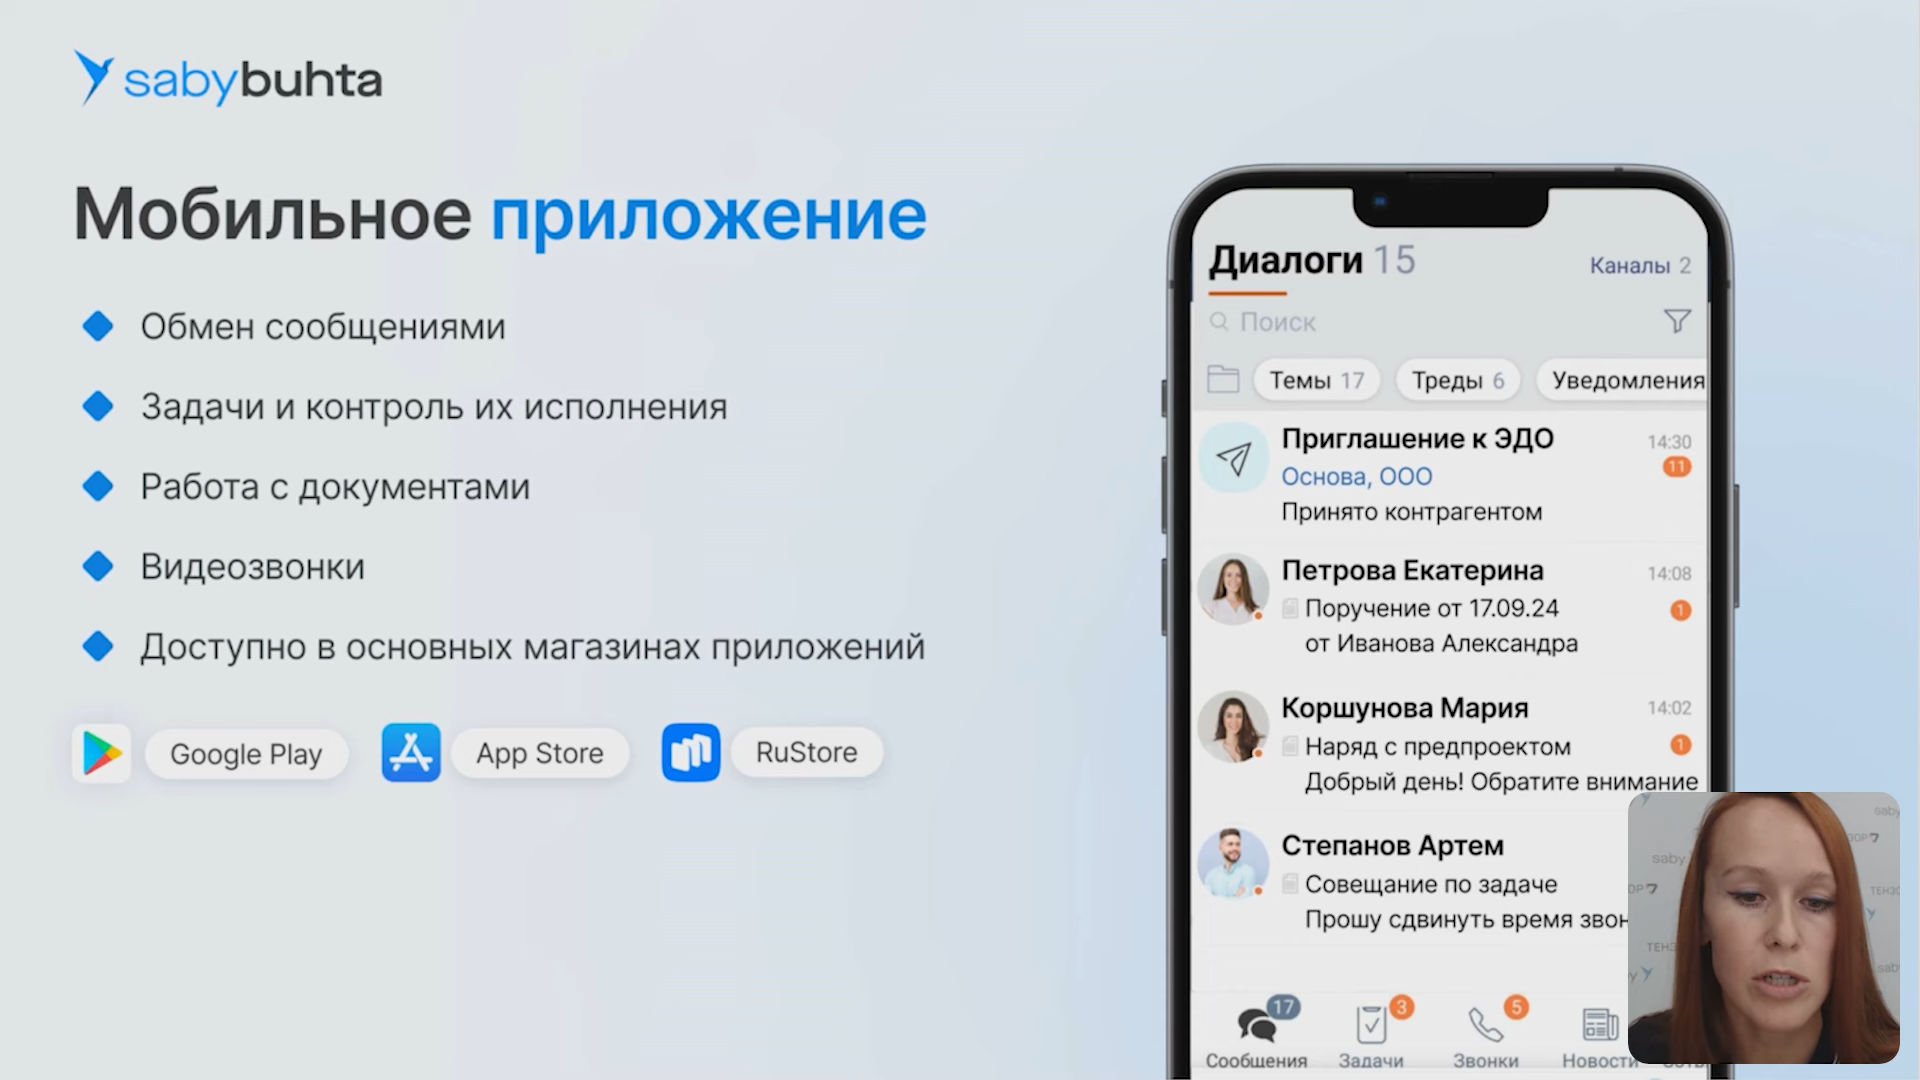 sabybuhta
Мобильное приложение
Обмен сообщениями
Задачи и контроль их исполнения
Работа с документами
Видеозвонки
Доступно в основных магазинах приложений
Google Play
App Store
RuStore
Диалоги 15
Каналы 2
Поиск
Темы 17
Треды 6
Уведомления
Приглашение к ЭДО
14:30
Основа, ООО
11
Принято контрагентом
Петрова Екатерина
14:08
Поручение от 17.09.24
1
от Иванова Александра
Коршунова Мария
14:02
Наряд с предпроектом
1
Добрый день! Обратите внимание
Степанов Артем
Совещание по задаче
Прошу сдвинуть время звон
17
3
5
Сообщения
Задачи
Звонки
Новости
saby
saby